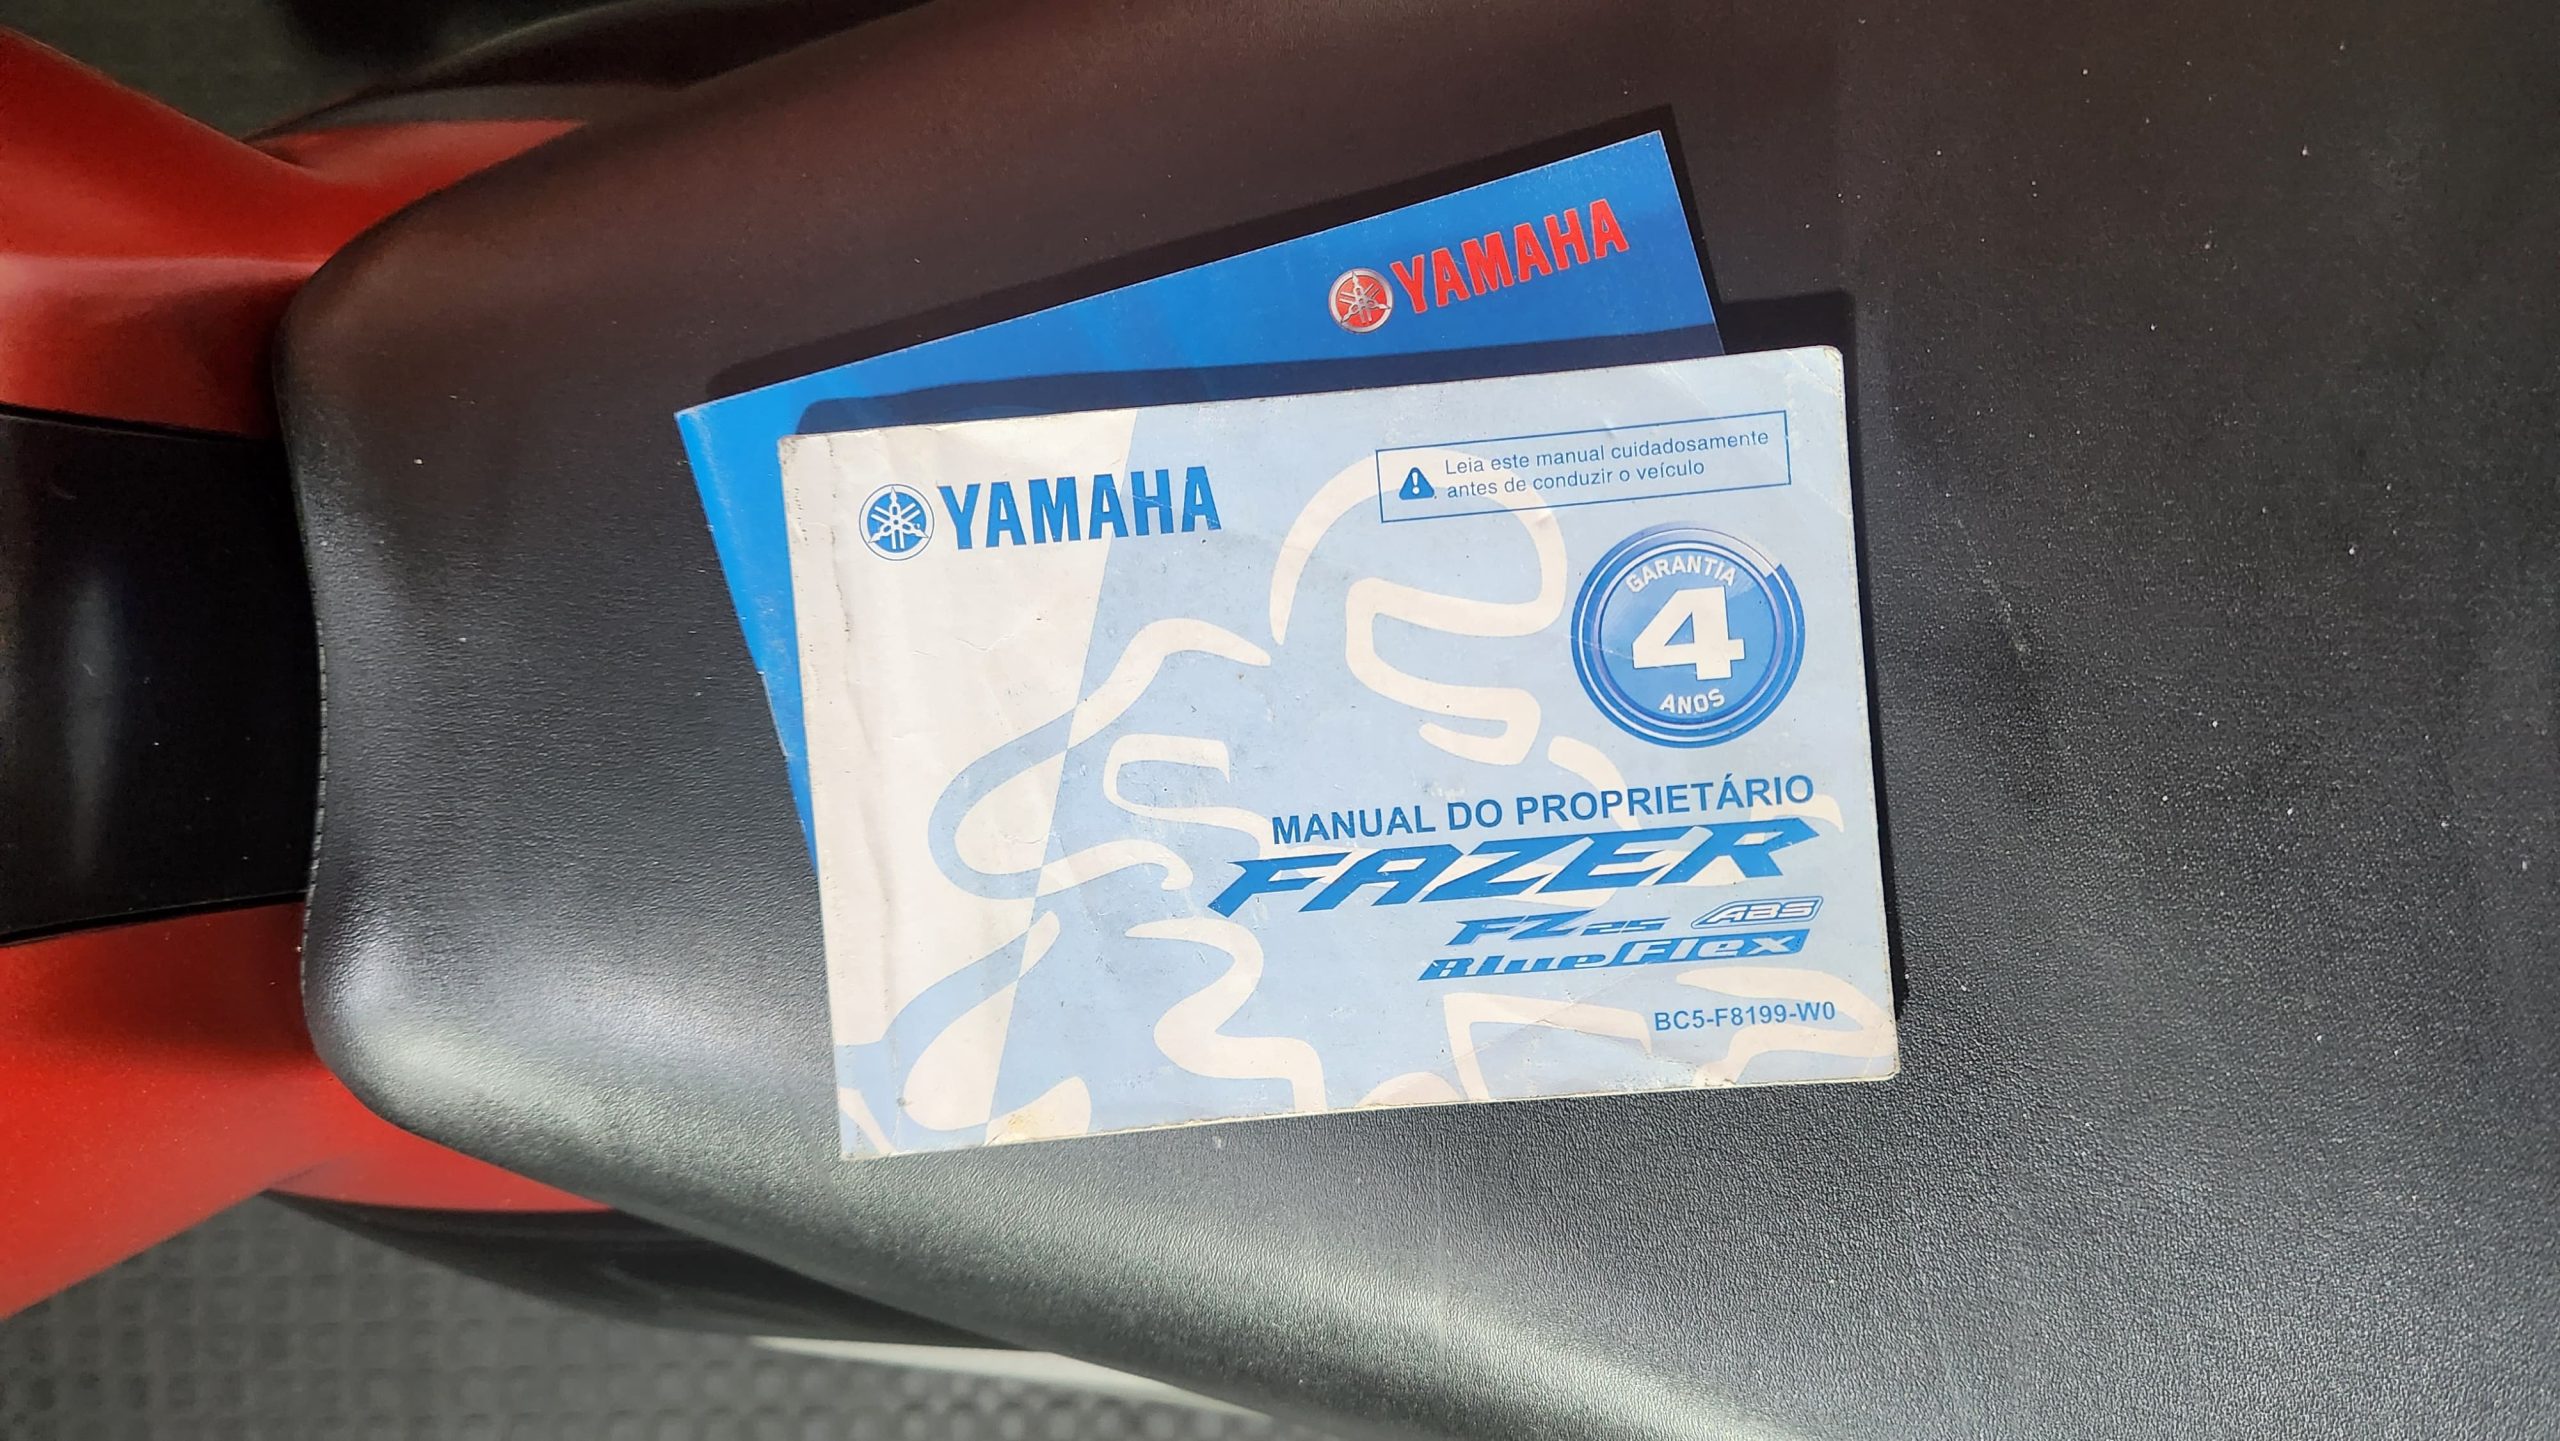 YAMAHA
YAMAHA
Leia este manual cuidadosamente
antes de conduzir o veículo
GARANTIA
4
ANOS
MANUAL DO PROPRIETÁRIO
FAZER
FZ25 ABS
BlueFlex
BC5-F8199-W0